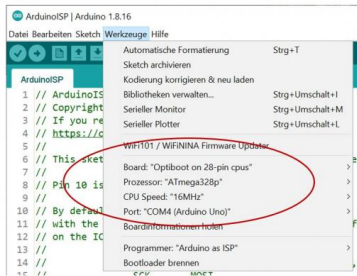 ArduinoISP | Arduino 1.8.16
Datei Bearbeiten Sketch Werkzeuge Hilfe
Automatische Formatierung Strg+T
Sketch archivieren
ArduinoISP
Kodierung korrigieren & neu laden
1 // ArduinoIS
Bibliotheken verwalten... Strg+Umschalt+I
2 // Copyright
Serieller Monitor Strg+Umschalt+M
3 // If you re
Serieller Plotter Strg+Umschalt+L
4 // https://o
5 //
WiFi101 / WiFiNINA Firmware Updater
6 // This sket
Board: "Optiboot on 28-pin cpus"
7 //
Prozessor: "ATmega328p"
8 // Pin 10 is
CPU Speed: "16MHz"
9 //
Port: "COM4 (Arduino Uno)"
10 // By defaul
Boardinformationen holen
11 // with the
12 // on the IC
Programmer: "Arduino as ISP"
13 //
Bootloader brennen
14 //
15 // SCK MOST